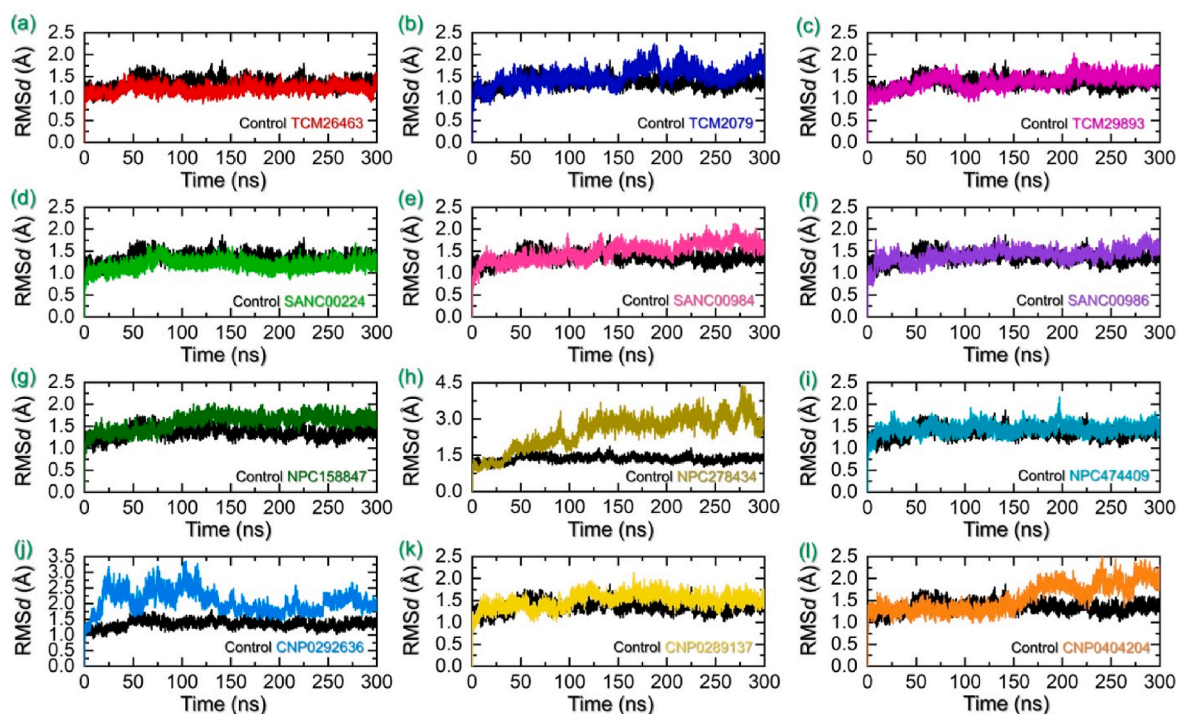 (a) (b) (c)
RMSd (Å) 2.5 2.0 1.5 1.0 0.5 0.0 Control TCM26463 0 50 100 150 200 250 300 Time (ns)
RMSd (Å) 2.5 2.0 1.5 1.0 0.5 0.0 Control TCM2079 0 50 100 150 200 250 300 Time (ns)
RMSd (Å) 2.5 2.0 1.5 1.0 0.5 0.0 Control TCM29893 0 50 100 150 200 250 300 Time (ns)
(d) (e) (f)
RMSd (Å) 2.5 2.0 1.5 1.0 0.5 0.0 Control SANC00224 0 50 100 150 200 250 300 Time (ns)
RMSd (Å) 2.5 2.0 1.5 1.0 0.5 0.0 Control SANC00984 0 50 100 150 200 250 300 Time (ns)
RMSd (Å) 2.5 2.0 1.5 1.0 0.5 0.0 Control SANC00986 0 50 100 150 200 250 300 Time (ns)
(g) (h) (i)
RMSd (Å) 2.5 2.0 1.5 1.0 0.5 0.0 Control NPC158847 0 50 100 150 200 250 300 Time (ns)
RMSd (Å) 4.5 3.0 1.5 0.0 Control NPC278434 0 50 100 150 200 250 300 Time (ns)
RMSd (Å) 2.5 2.0 1.5 1.0 0.5 0.0 Control NPC474409 0 50 100 150 200 250 300 Time (ns)
(j) (k) (l)
RMSd (Å) 3.5 3.0 2.5 2.0 1.5 1.0 0.5 0.0 Control CNP0292636 0 50 100 150 200 250 300 Time (ns)
RMSd (Å) 2.5 2.0 1.5 1.0 0.5 0.0 Control CNP0289137 0 50 100 150 200 250 300 Time (ns)
RMSd (Å) 2.5 2.0 1.5 1.0 0.5 0.0 Control CNP0404204 0 50 100 150 200 250 300 Time (ns)